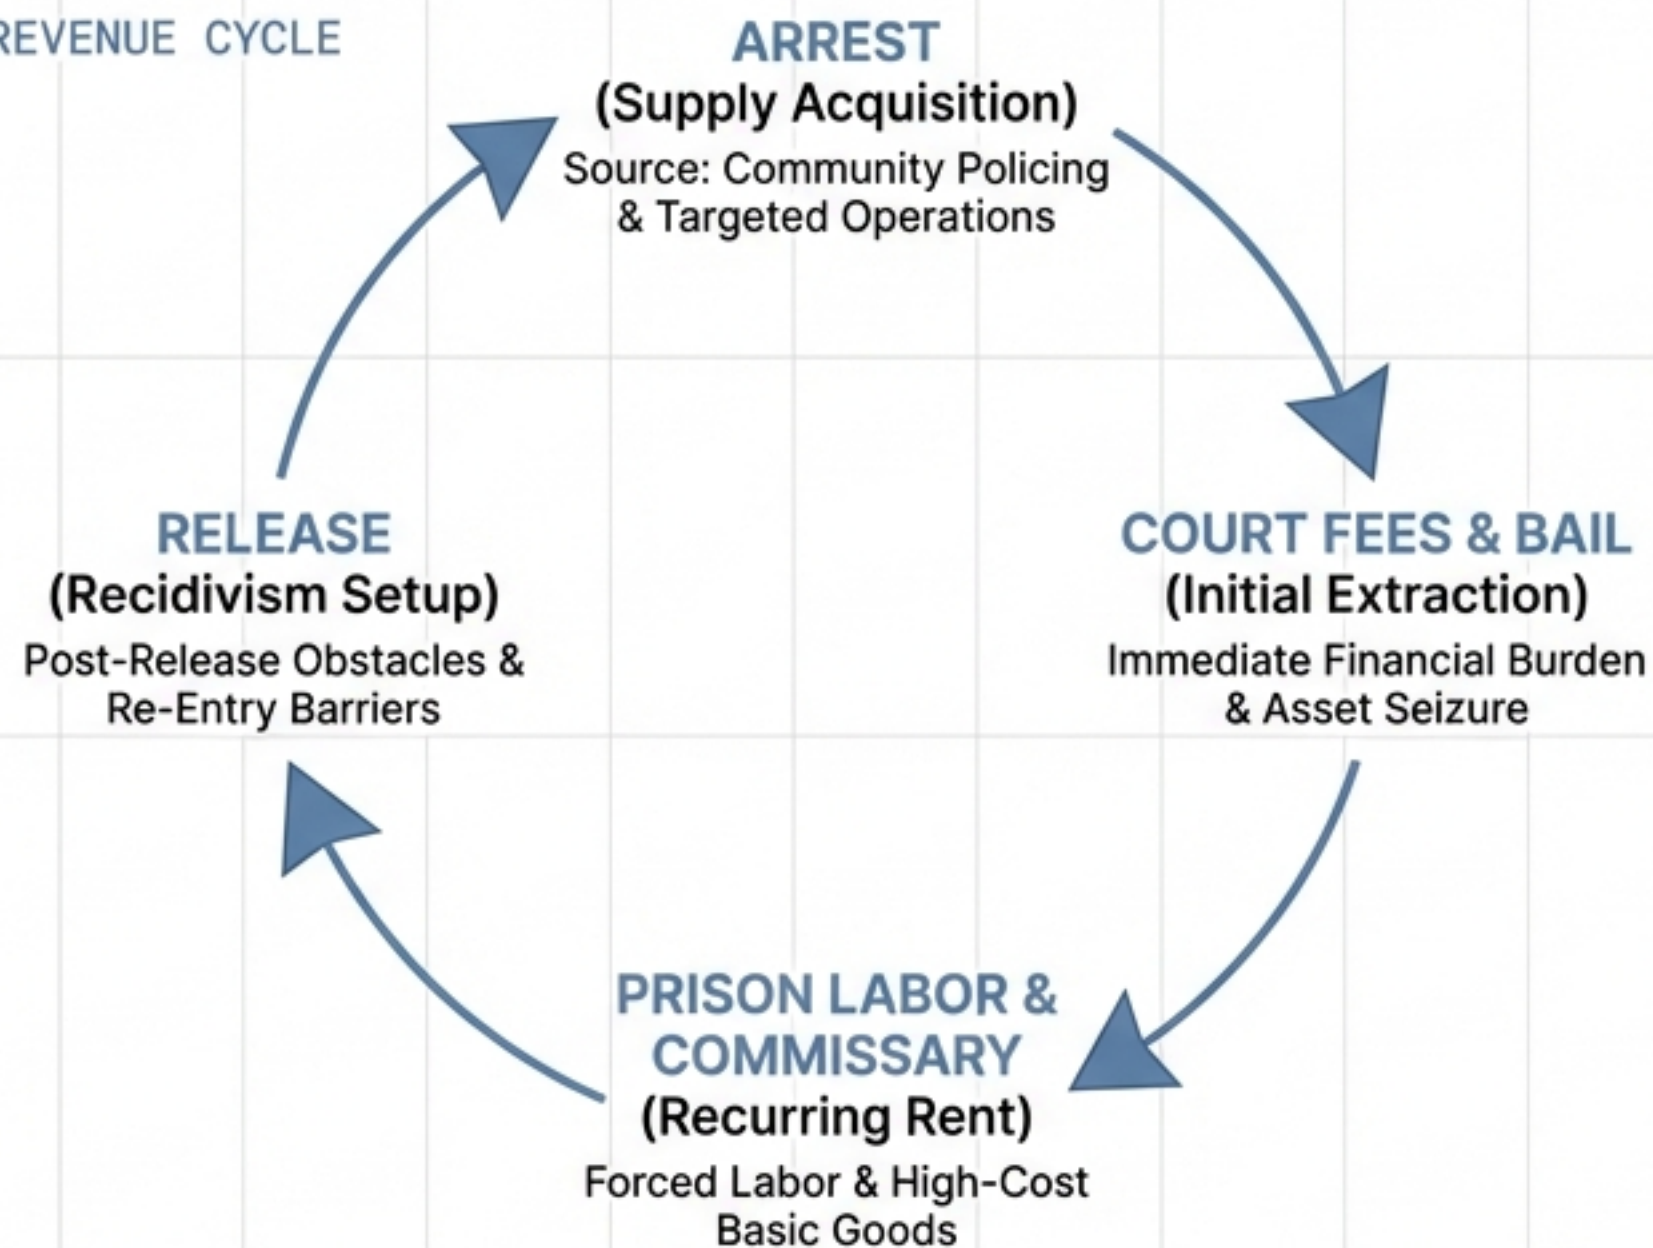 REVENUE CYCLE
ARREST
(Supply Acquisition)
Source: Community Policing
& Targeted Operations
RELEASE
(Recidivism Setup)
Post-Release Obstacles &
Re-Entry Barriers
COURT FEES & BAIL
(Initial Extraction)
Immediate Financial Burden
& Asset Seizure
PRISON LABOR &
COMMISSARY
(Recurring Rent)
Forced Labor & High-Cost
Basic Goods